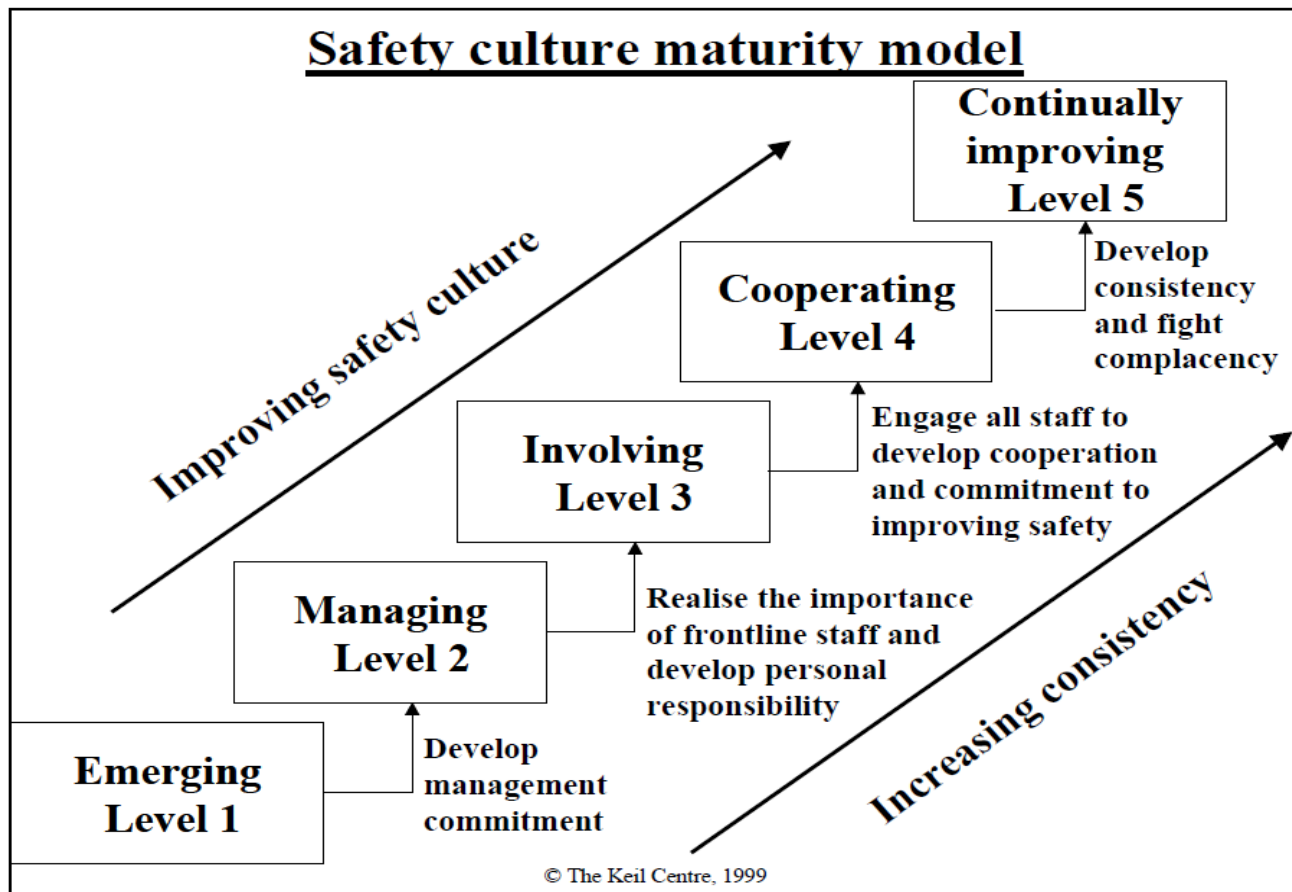 Safety culture maturity model
Continually
improving
Level 5
Develop
consistency
and fight
complacency
Cooperating
Level 4
Engage all staff to
develop cooperation
and commitment to
improving safety
Involving
Level 3
Realise the importance
of frontline staff and
develop personal
responsibility
Managing
Level 2
Develop
management
commitment
Emerging
Level 1
Improving safety culture
Increasing consistency
© The Keil Centre, 1999